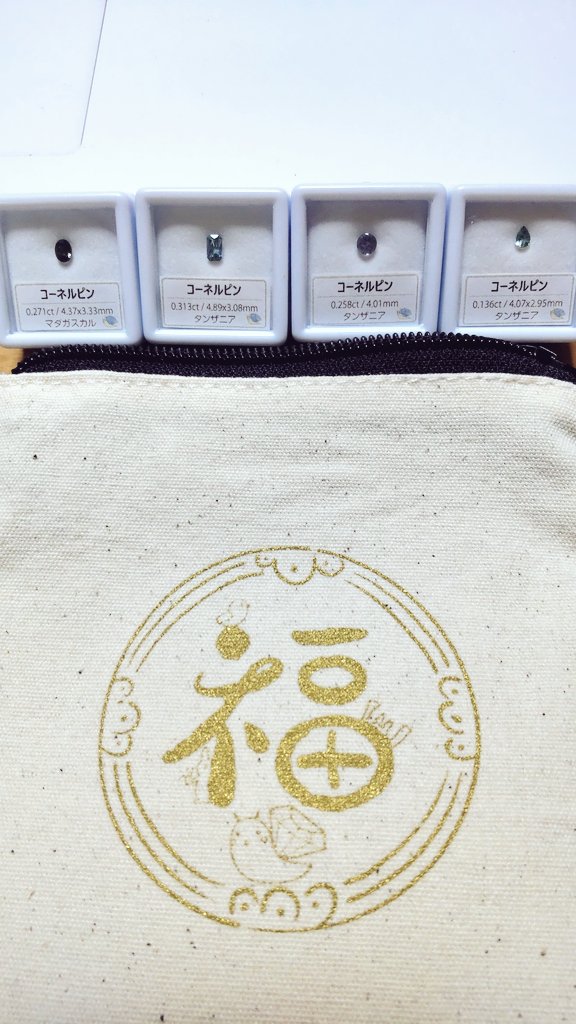 コーネルピン
0.271ct / 4.37x3.33mm
マダガスカル
コーネルピン
0.313ct / 4.89x3.08mm
タンザニア
コーネルピン
0.258ct / 4.01mm
タンザニア
コーネルピン
0.136ct / 4.07x2.95mm
タンザニア
福